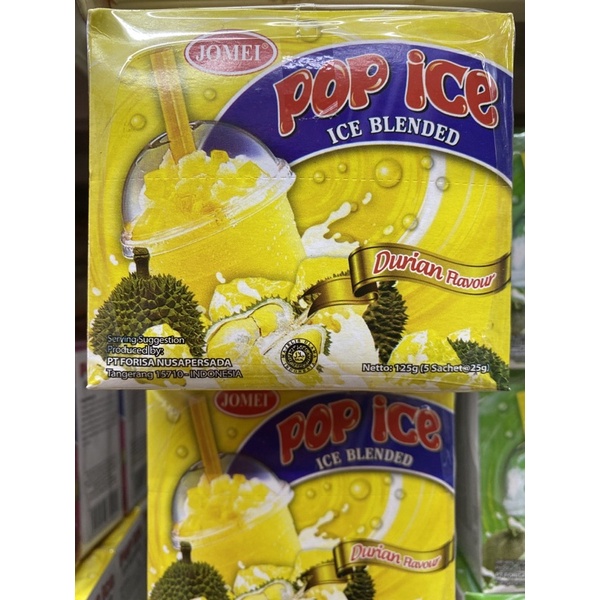 JOMEI
POP ICE
ICE BLENDED
Durian Flavour
Serving Suggestion
Produced by:
PT FORISA NUSAPERSADA
Tangerang 15710 - INDONESIA
Netto: 125g (5 Sachet@25g)
JOMEI
POP ICE
ICE BLENDED
Durian Flavour